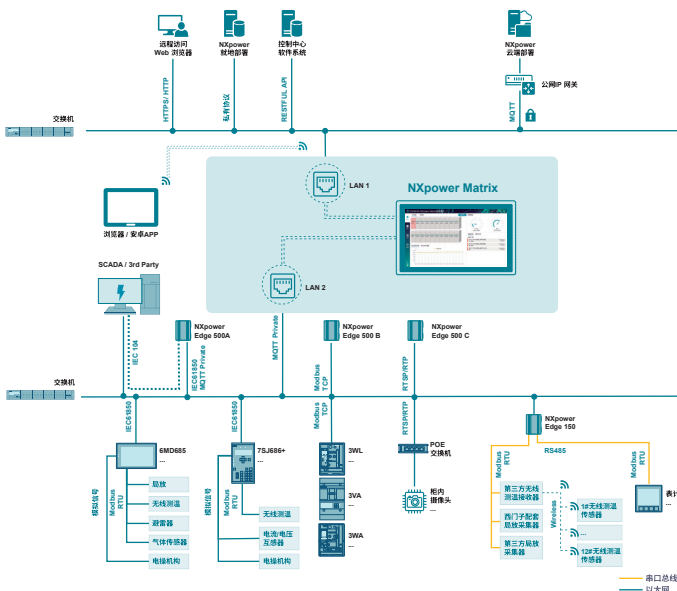 远程访问
Web 浏览器
NXpower
就地部署
控制中心
软件系统
NXpower
云端部署
公网IP 网关
HTTPS/ HTTP
私有协议
RESTFUL API
MQTT
交换机
LAN 1
NXpower Matrix
浏览器 / 安卓APP
SCADA / 3rd Party
LAN 2
NXpower
Edge 500A
NXpower
Edge 500 B
NXpower
Edge 500 C
IEC 104
IEC61850
MQTT Private
MQTT Private
Modbus
TCP
RTSP/RTP
交换机
IEC61850
IEC61850
Modbus
TCP
RTSP/RTP
NXpower
Edge 150
6MD685
...
7SJ686+
...
3WL
...
POE
交换机
RS485
模拟信号
Modbus
RTU
局放
无线测温
避雷器
气体传感器
电操机构
模拟信号
Modbus
RTU
无线测温
电流/电压
互感器
电操机构
3VA
...
3WA
...
柜内
摄像头
Modbus
RTU
Modbus
RTU
第三方无线
测温接收器
西门子配套
局放采集器
第三方局放
采集器
Wireless
1#无线测温
传感器
...
12#无线测温
传感器
表计
...
串口总线
以太网